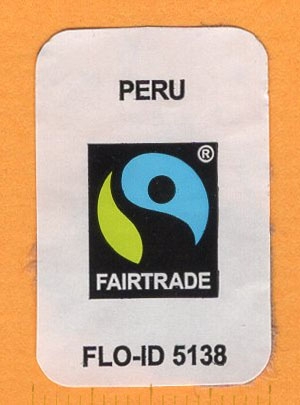 PERU
®
FAIRTRADE
FLO-ID 5138